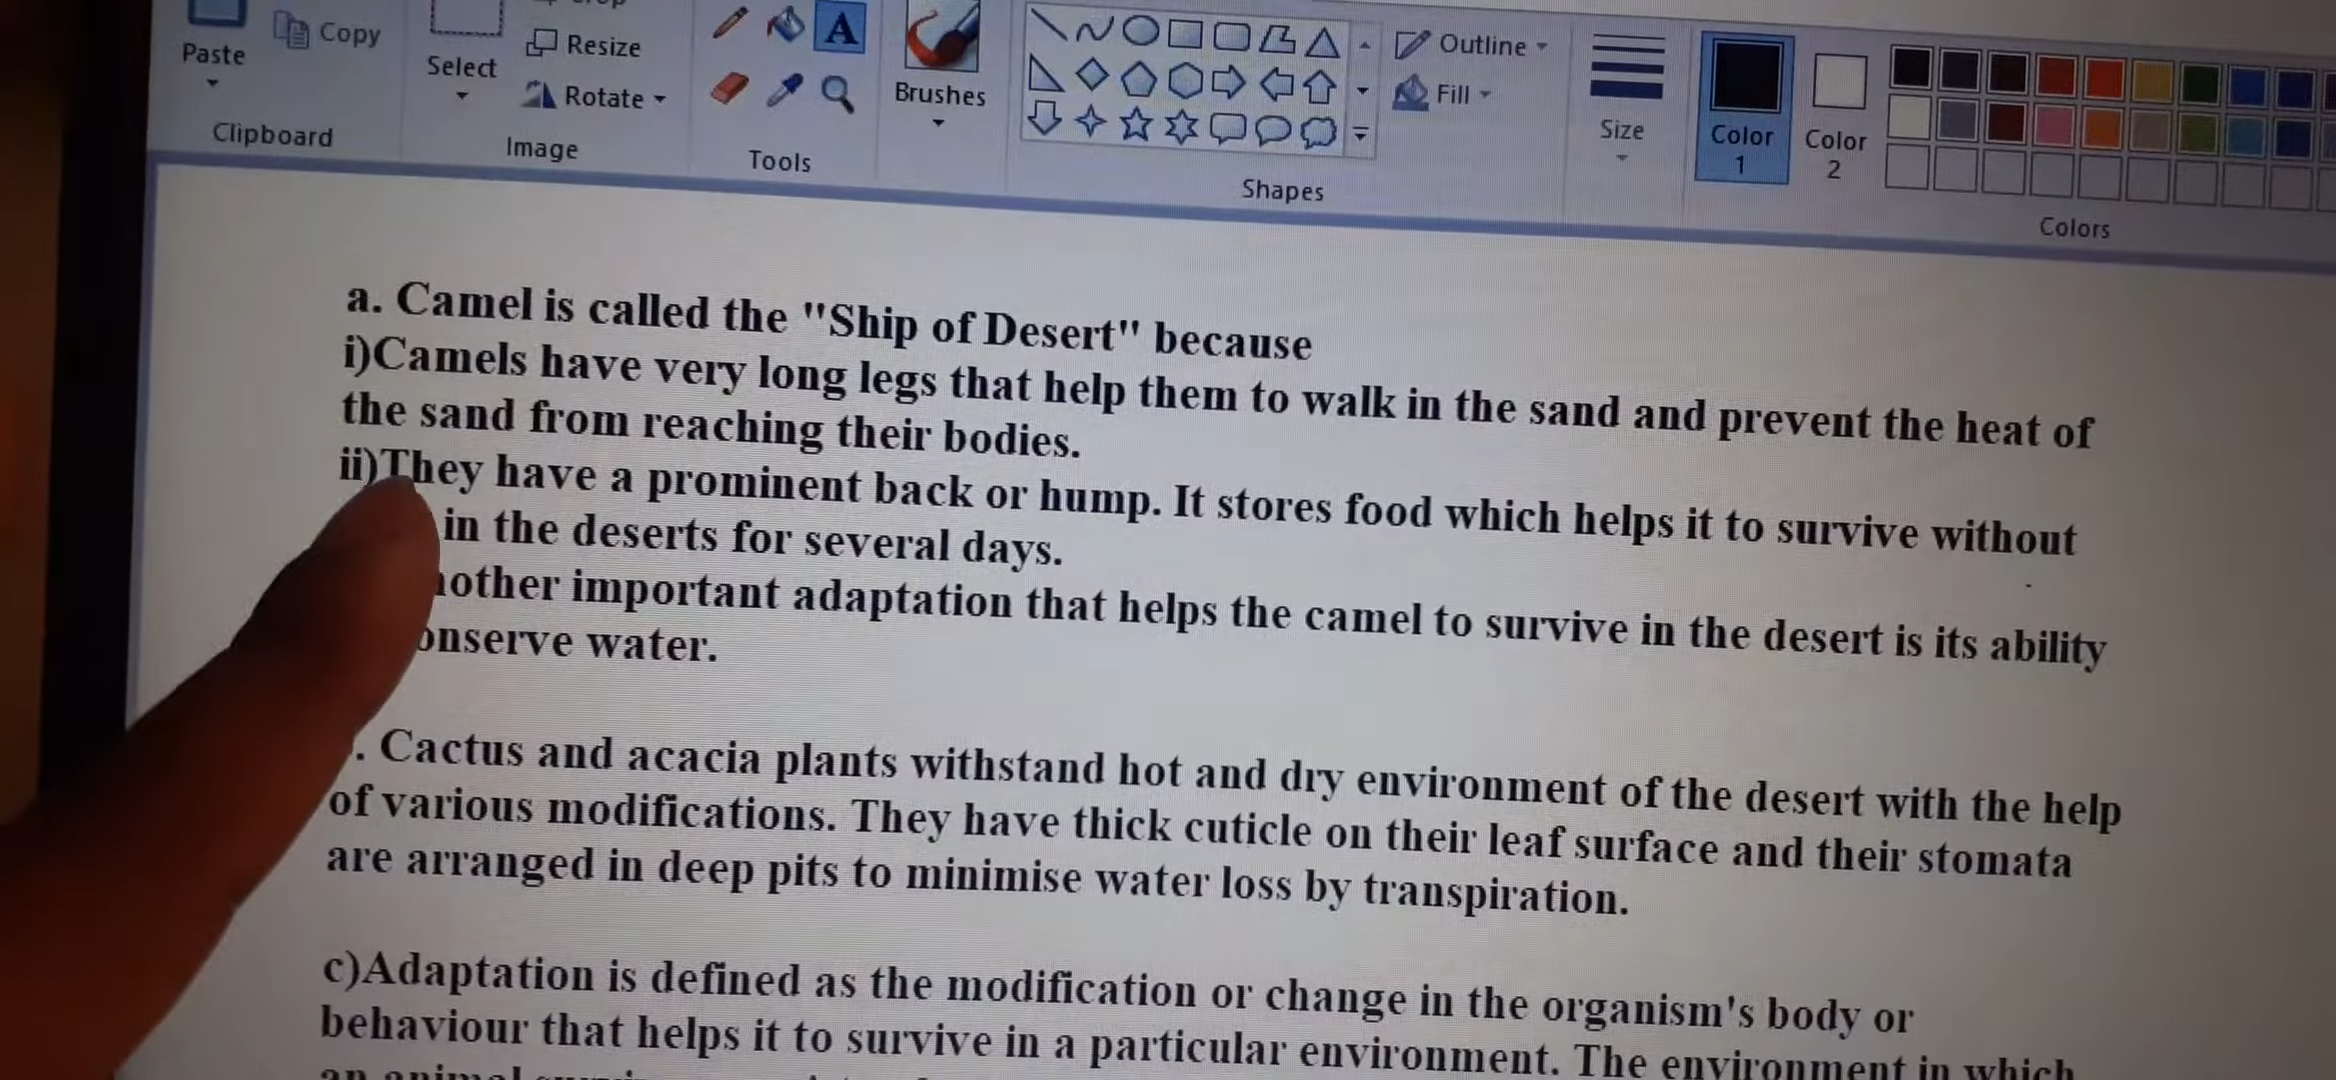 Paste
Copy
Clipboard
Select
Resize
Rotate
Image
A
Tools
Brushes
Shapes
Outline
Fill
Size
Color 1
Color 2
Colors
a. Camel is called the "Ship of Desert" because
i)Camels have very long legs that help them to walk in the sand and prevent the heat of
the sand from reaching their bodies.
ii)They have a prominent back or hump. It stores food which helps it to survive without
in the deserts for several days.
other important adaptation that helps the camel to survive in the desert is its ability
onserve water.
. Cactus and acacia plants withstand hot and dry environment of the desert with the help
of various modifications. They have thick cuticle on their leaf surface and their stomata
are arranged in deep pits to minimise water loss by transpiration.
c)Adaptation is defined as the modification or change in the organism's body or
behaviour that helps it to survive in a particular environment. The environment in which
an animal